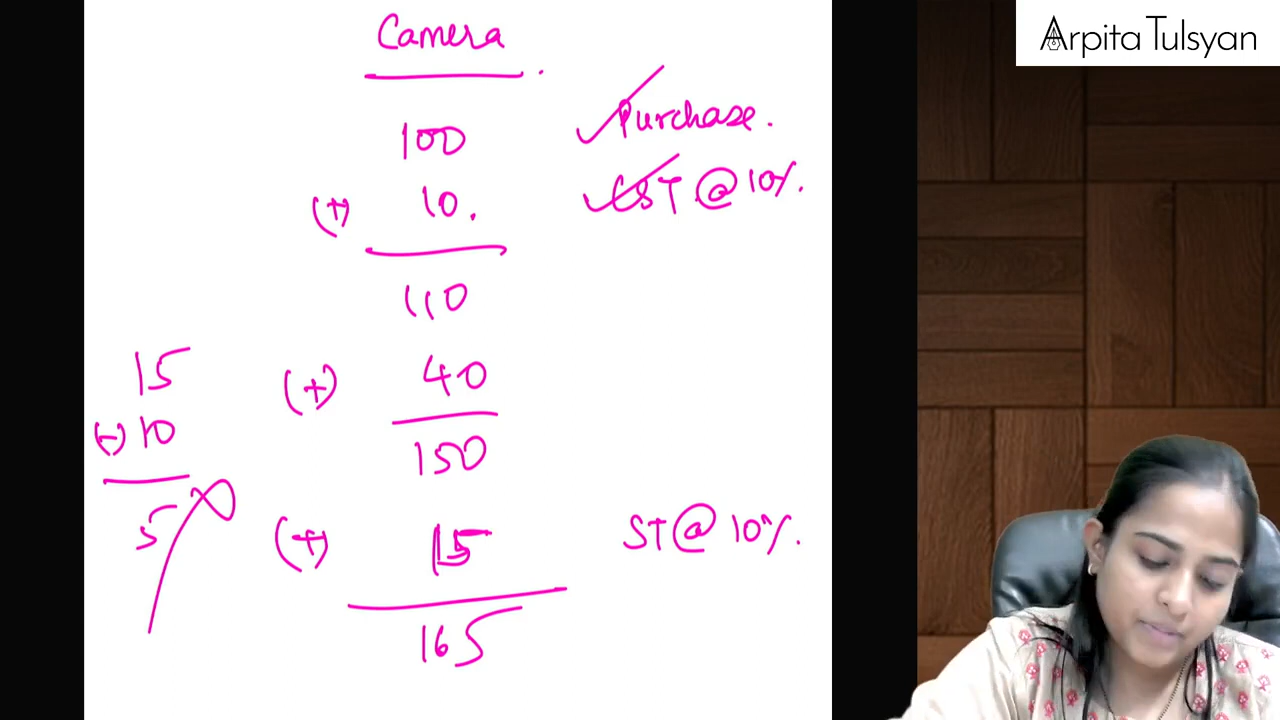 Arpita Tulsyan
Camera
100 Purchase.
(+) 10. CST @ 10%.
110
(+) 40
150
15
(-) 10
5
(+) 15 ST @ 10%.
165